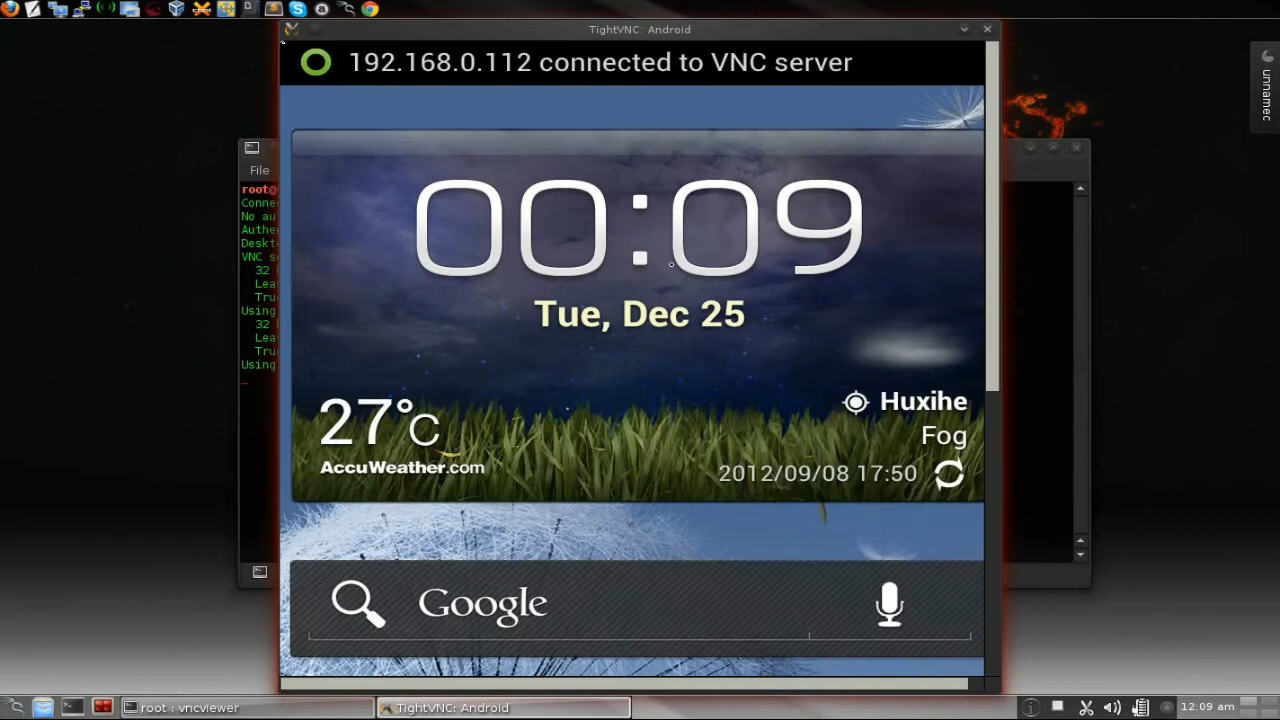 TightVNC: Android
192.168.0.112 connected to VNC server
unnamec
File
root@
Conne
No au
Authe
Deskt
VNC se
32
Lea
Tru
Using
32
Lea
Tru
Using
00:09
Tue, Dec 25
27°C
AccuWeather.com
Huxihe
Fog
2012/09/08 17:50
Google
root : vncviewer
TightVNC: Android
12:09 am